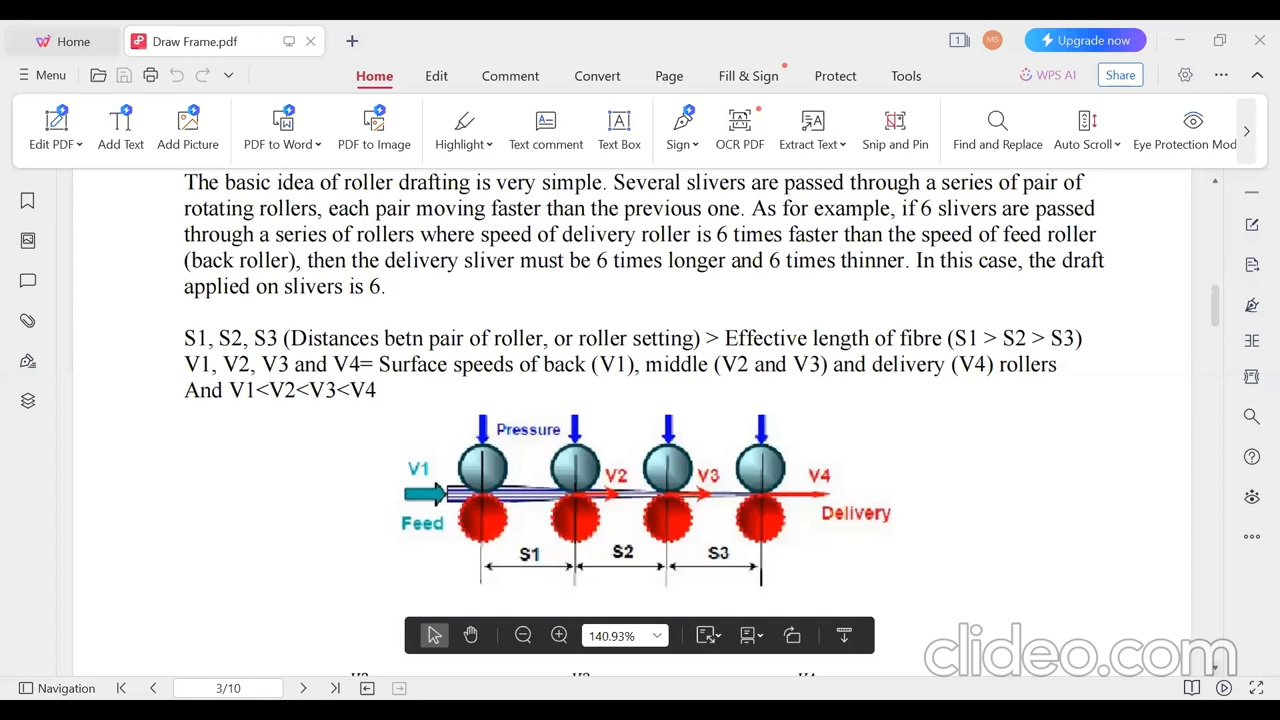 Home
Draw Frame.pdf
1
MS
Upgrade now
Menu
Home
Edit
Comment
Convert
Page
Fill & Sign
Protect
Tools
WPS AI
Share
Edit PDF
Add Text
Add Picture
PDF to Word
PDF to Image
Highlight
Text comment
Text Box
Sign
OCR PDF
Extract Text
Snip and Pin
Find and Replace
Auto Scroll
Eye Protection Mod
The basic idea of roller drafting is very simple. Several slivers are passed through a series of pair of
rotating rollers, each pair moving faster than the previous one. As for example, if 6 slivers are passed
through a series of rollers where speed of delivery roller is 6 times faster than the speed of feed roller
(back roller), then the delivery sliver must be 6 times longer and 6 times thinner. In this case, the draft
applied on slivers is 6.
S1, S2, S3 (Distances betn pair of roller, or roller setting) > Effective length of fibre (S1 > S2 > S3)
V1, V2, V3 and V4= Surface speeds of back (V1), middle (V2 and V3) and delivery (V4) rollers
And V1<V2<V3<V4
Pressure
V1
V2
V3
V4
Feed
Delivery
S1
S2
S3
140.93%
clideo.com
Navigation
3/10